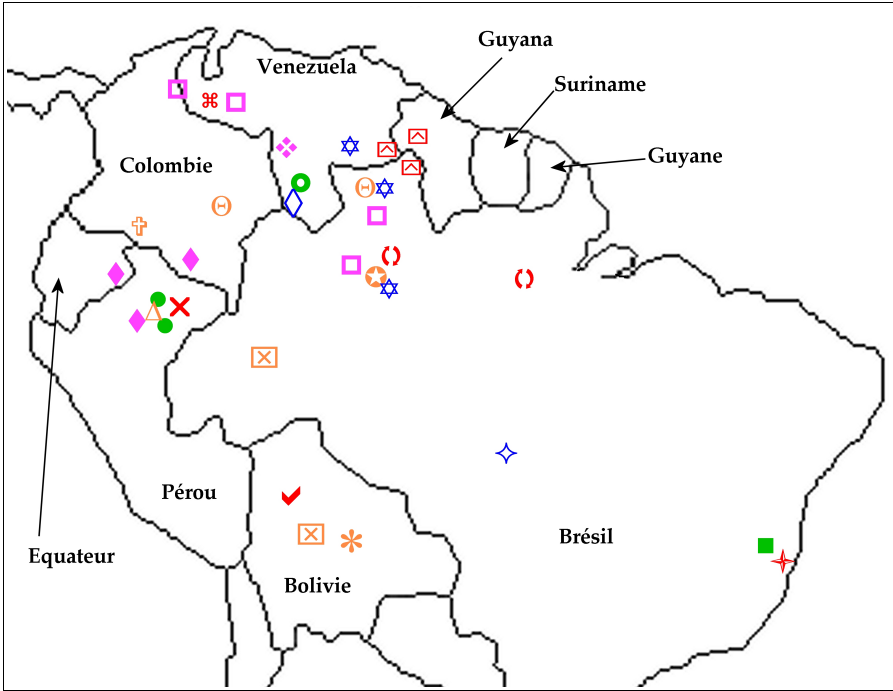 Guyana
Venezuela
Suriname
Colombie
Guyane
Pérou
Brésil
Equateur
Bolivie